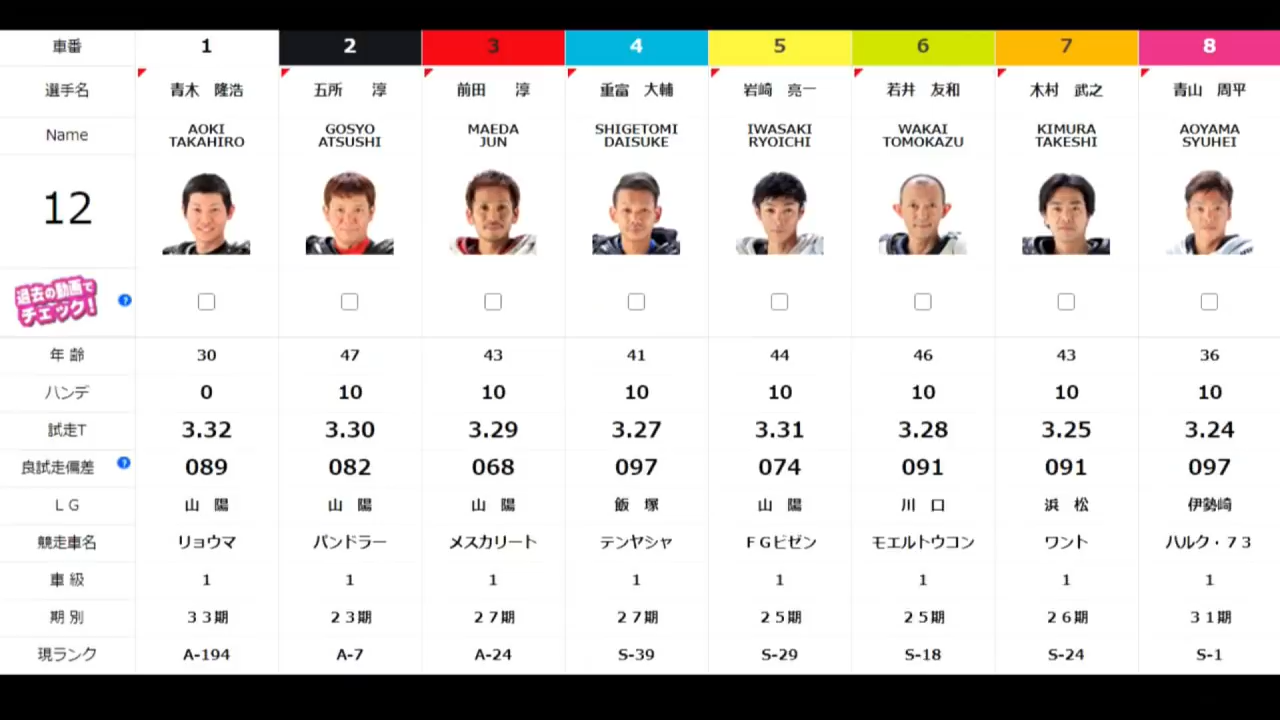 車番 1 2 3 4 5 6 7 8
選手名 青木 隆浩 五所 淳 前田 淳 重富 大輔 岩崎 亮一 若井 友和 木村 武之 青山 周平
Name AOKI TAKAHIRO GOSYO ATSUSHI MAEDA JUN SHIGETOMI DAISUKE IWASAKI RYOICHI WAKAI TOMOKAZU KIMURA TAKESHI AOYAMA SYUHEI
12
過去の動画で
チェック! ?
年 齢 30 47 43 41 44 46 43 36
ハンデ 0 10 10 10 10 10 10 10
試走T 3.32 3.30 3.29 3.27 3.31 3.28 3.25 3.24
良試走偏差 ? 089 082 068 097 074 091 091 097
ＬＧ 山 陽 山 陽 山 陽 飯 塚 山 陽 川 口 浜 松 伊勢崎
競走車名 リョウマ パンドラー メスカリート テンヤシャ ＦＧビゼン モエルトウコン ワント ハルク・７３
車 級 1 1 1 1 1 1 1 1
期 別 ３３期 ２３期 ２７期 ２７期 ２５期 ２５期 ２６期 ３１期
現ランク A-194 A-7 A-24 S-39 S-29 S-18 S-24 S-1